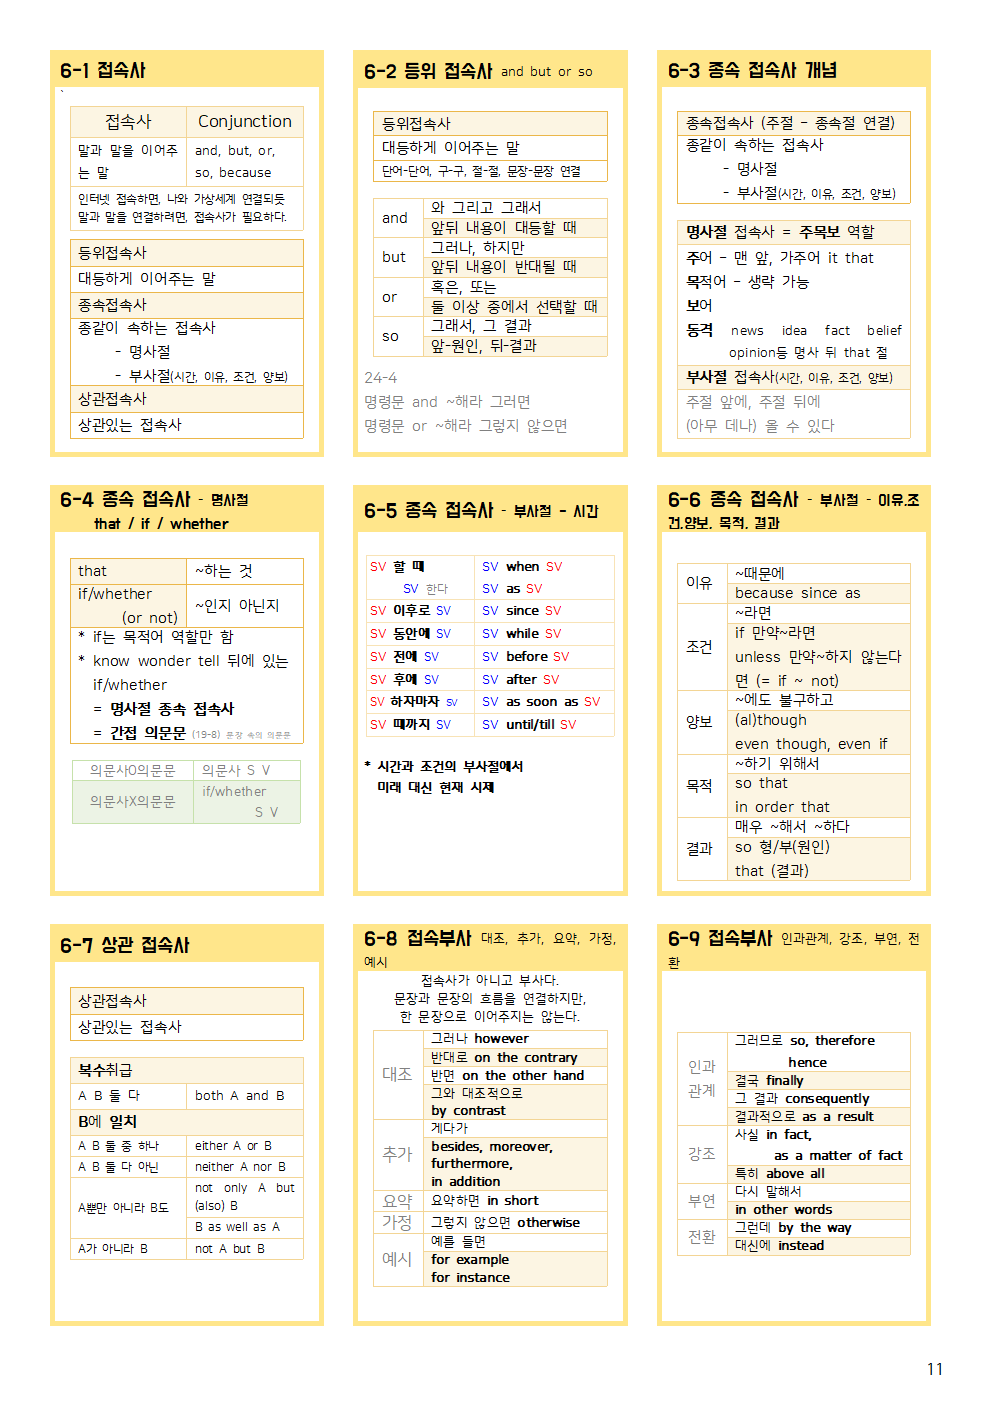 6-1 접속사
`
접속사 Conjunction
말과 말을 이어주는 말 and, but, or, so, because
인터넷 접속하면, 나와 가상세계 연결되듯
말과 말을 연결하려면, 접속사가 필요하다.
등위접속사
대등하게 이어주는 말
종속접속사
종같이 속하는 접속사
- 명사절
- 부사절(시간, 이유, 조건, 양보)
상관접속사
상관있는 접속사
6-2 등위 접속사 and but or so
등위접속사
대등하게 이어주는 말
단어-단어, 구-구, 절-절, 문장-문장 연결
and 와 그리고 그래서
앞뒤 내용이 대등할 때
but 그러나, 하지만
앞뒤 내용이 반대될 때
or 혹은, 또는
둘 이상 중에서 선택할 때
so 그래서, 그 결과
앞-원인, 뒤-결과
24-4
명령문 and ~해라 그러면
명령문 or ~해라 그렇지 않으면
6-3 종속 접속사 개념
종속접속사 (주절 - 종속절 연결)
종같이 속하는 접속사
- 명사절
- 부사절(시간, 이유, 조건, 양보)
명사절 접속사 = 주목보 역할
주어 - 맨 앞, 가주어 it that
목적어 - 생략 가능
보어
동격 news idea fact belief
opinion등 명사 뒤 that 절
부사절 접속사(시간, 이유, 조건, 양보)
주절 앞에, 주절 뒤에
(아무 데나) 올 수 있다
6-4 종속 접속사 - 명사절
that / if / whether
that ~하는 것
if/whether
(or not) ~인지 아닌지
* if는 목적어 역할만 함
* know wonder tell 뒤에 있는
if/whether
= 명사절 종속 접속사
= 간접 의문문 (19-8) 문장 속의 의문문
의문사O의문문 의문사 S V
의문사X의문문 if/whether
S V
6-5 종속 접속사 - 부사절 - 시간
SV 할 때 SV when SV
SV 한다 SV as SV
SV 이후로 SV SV since SV
SV 동안에 SV SV while SV
SV 전에 SV SV before SV
SV 후에 SV SV after SV
SV 하자마자 SV SV as soon as SV
SV 때까지 SV SV until/till SV
* 시간과 조건의 부사절에서
미래 대신 현재 시제
6-6 종속 접속사 - 부사절 - 이유.조
건.양보. 목적. 결과
이유 ~때문에
because since as
조건 ~라면
if 만약~라면
unless 만약~하지 않는다
면 (= if ~ not)
양보 ~에도 불구하고
(al)though
even though, even if
목적 ~하기 위해서
so that
in order that
결과 매우 ~해서 ~하다
so 형/부(원인)
that (결과)
6-7 상관 접속사
상관접속사
상관있는 접속사
복수취급
A B 둘 다 both A and B
B에 일치
A B 둘 중 하나 either A or B
A B 둘 다 아닌 neither A nor B
A뿐만 아니라 B도 not only A but
(also) B
B as well as A
A가 아니라 B not A but B
6-8 접속부사 대조, 추가, 요약, 가정,
예시
접속사가 아니고 부사다.
문장과 문장의 흐름을 연결하지만,
한 문장으로 이어주지는 않는다.
대조 그러나 however
반대로 on the contrary
반면 on the other hand
그와 대조적으로
by contrast
추가 게다가
besides, moreover,
furthermore,
in addition
요약 요약하면 in short
가정 그렇지 않으면 otherwise
예시 예를 들면
for example
for instance
6-9 접속부사 인과관계, 강조, 부연, 전
환
인과
관계 그러므로 so, therefore
hence
결국 finally
그 결과 consequently
결과적으로 as a result
강조 사실 in fact,
as a matter of fact
특히 above all
부연 다시 말해서
in other words
전환 그런데 by the way
대신에 instead
11